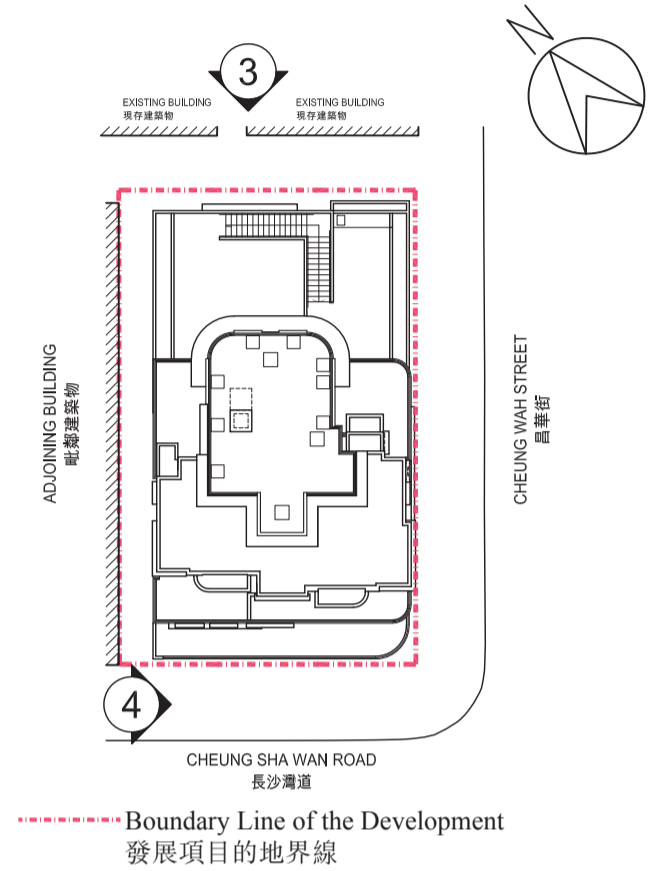 N
3
EXISTING BUILDING
現存建築物
EXISTING BUILDING
現存建築物
ADJOINING BUILDING
毗鄰建築物
CHEUNG WAH STREET
昌華街
4
CHEUNG SHA WAN ROAD
長沙灣道
Boundary Line of the Development
發展項目的地界線